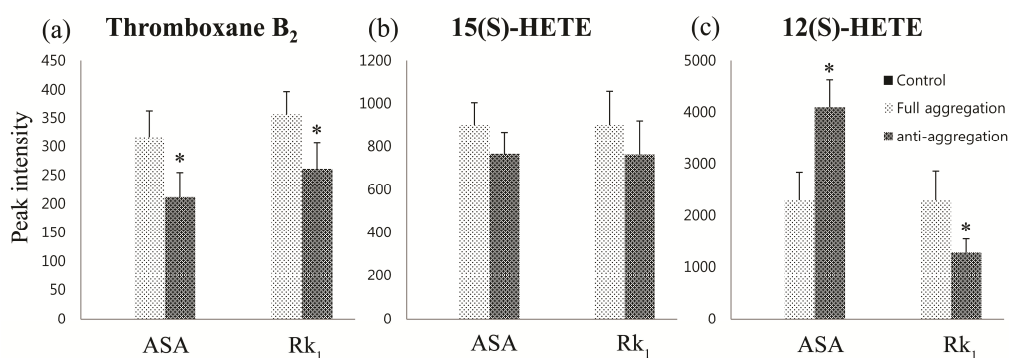 (a) Thromboxane B2
Peak intensity
450
400
350
300
250
200
150
100
50
0
*
*
ASA Rk1
(b) 15(S)-HETE
1200
1000
800
600
400
200
0
ASA Rk1
(c) 12(S)-HETE
5000
4000
3000
2000
1000
0
*
*
Control
Full aggregation
anti-aggregation
ASA Rk1